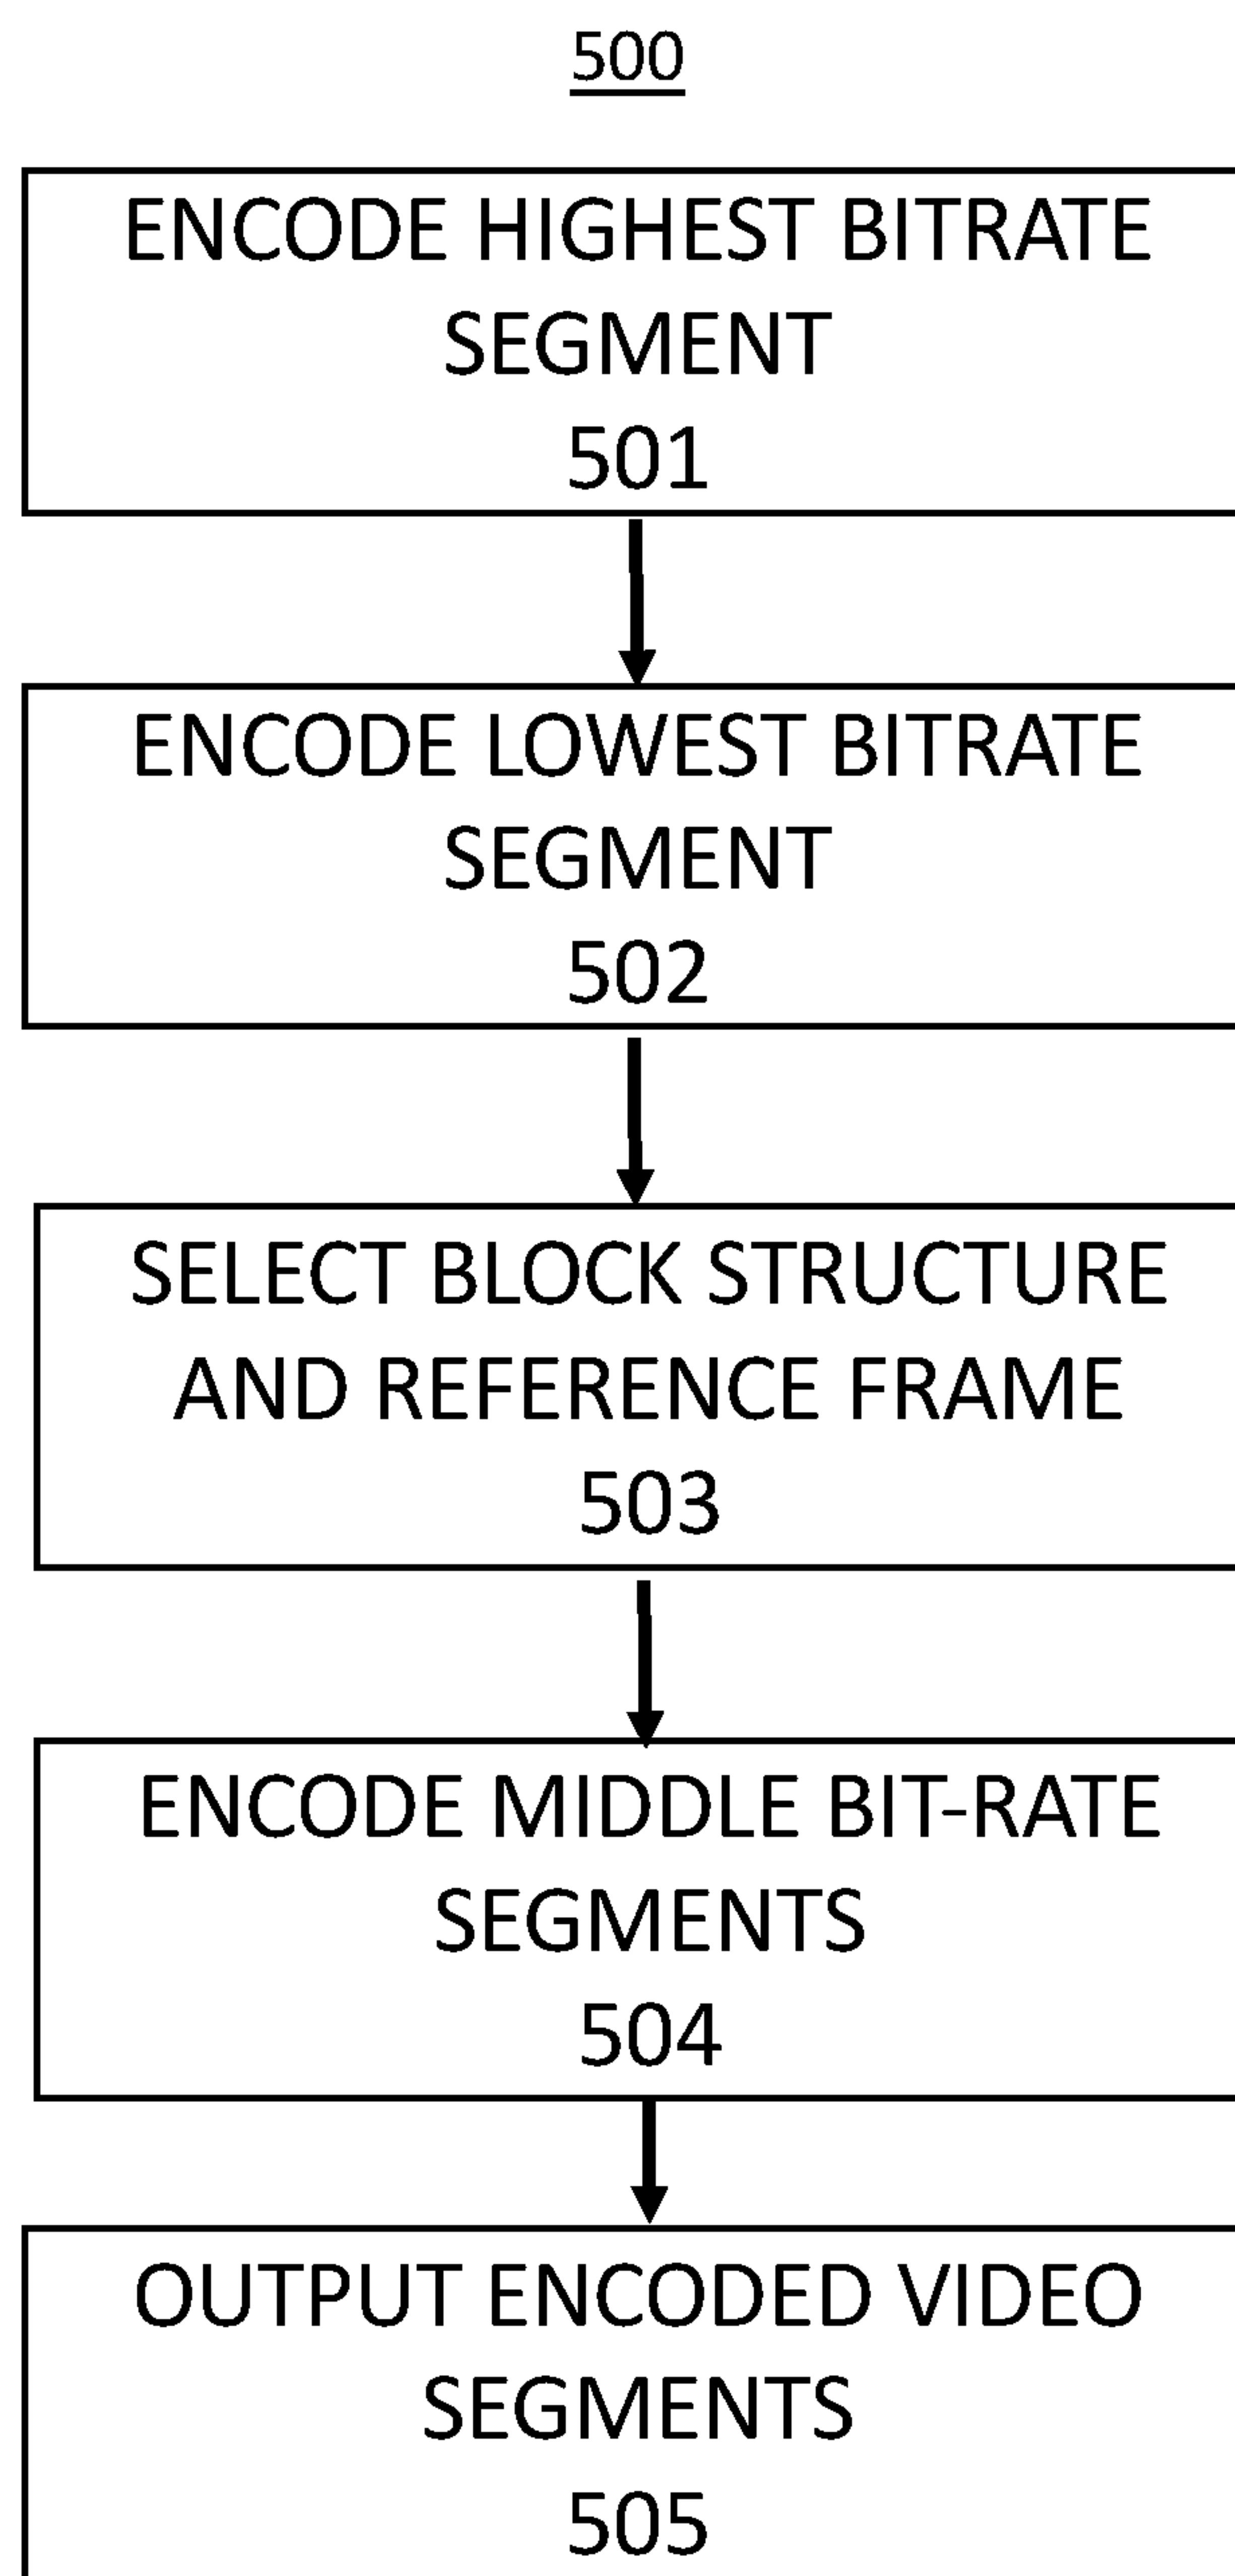 500
ENCODE HIGHEST BITRATE
SEGMENT
501
ENCODE LOWEST BITRATE
SEGMENT
502
SELECT BLOCK STRUCTURE
AND REFERENCE FRAME
503
ENCODE MIDDLE BIT-RATE
SEGMENTS
504
OUTPUT ENCODED VIDEO
SEGMENTS
505